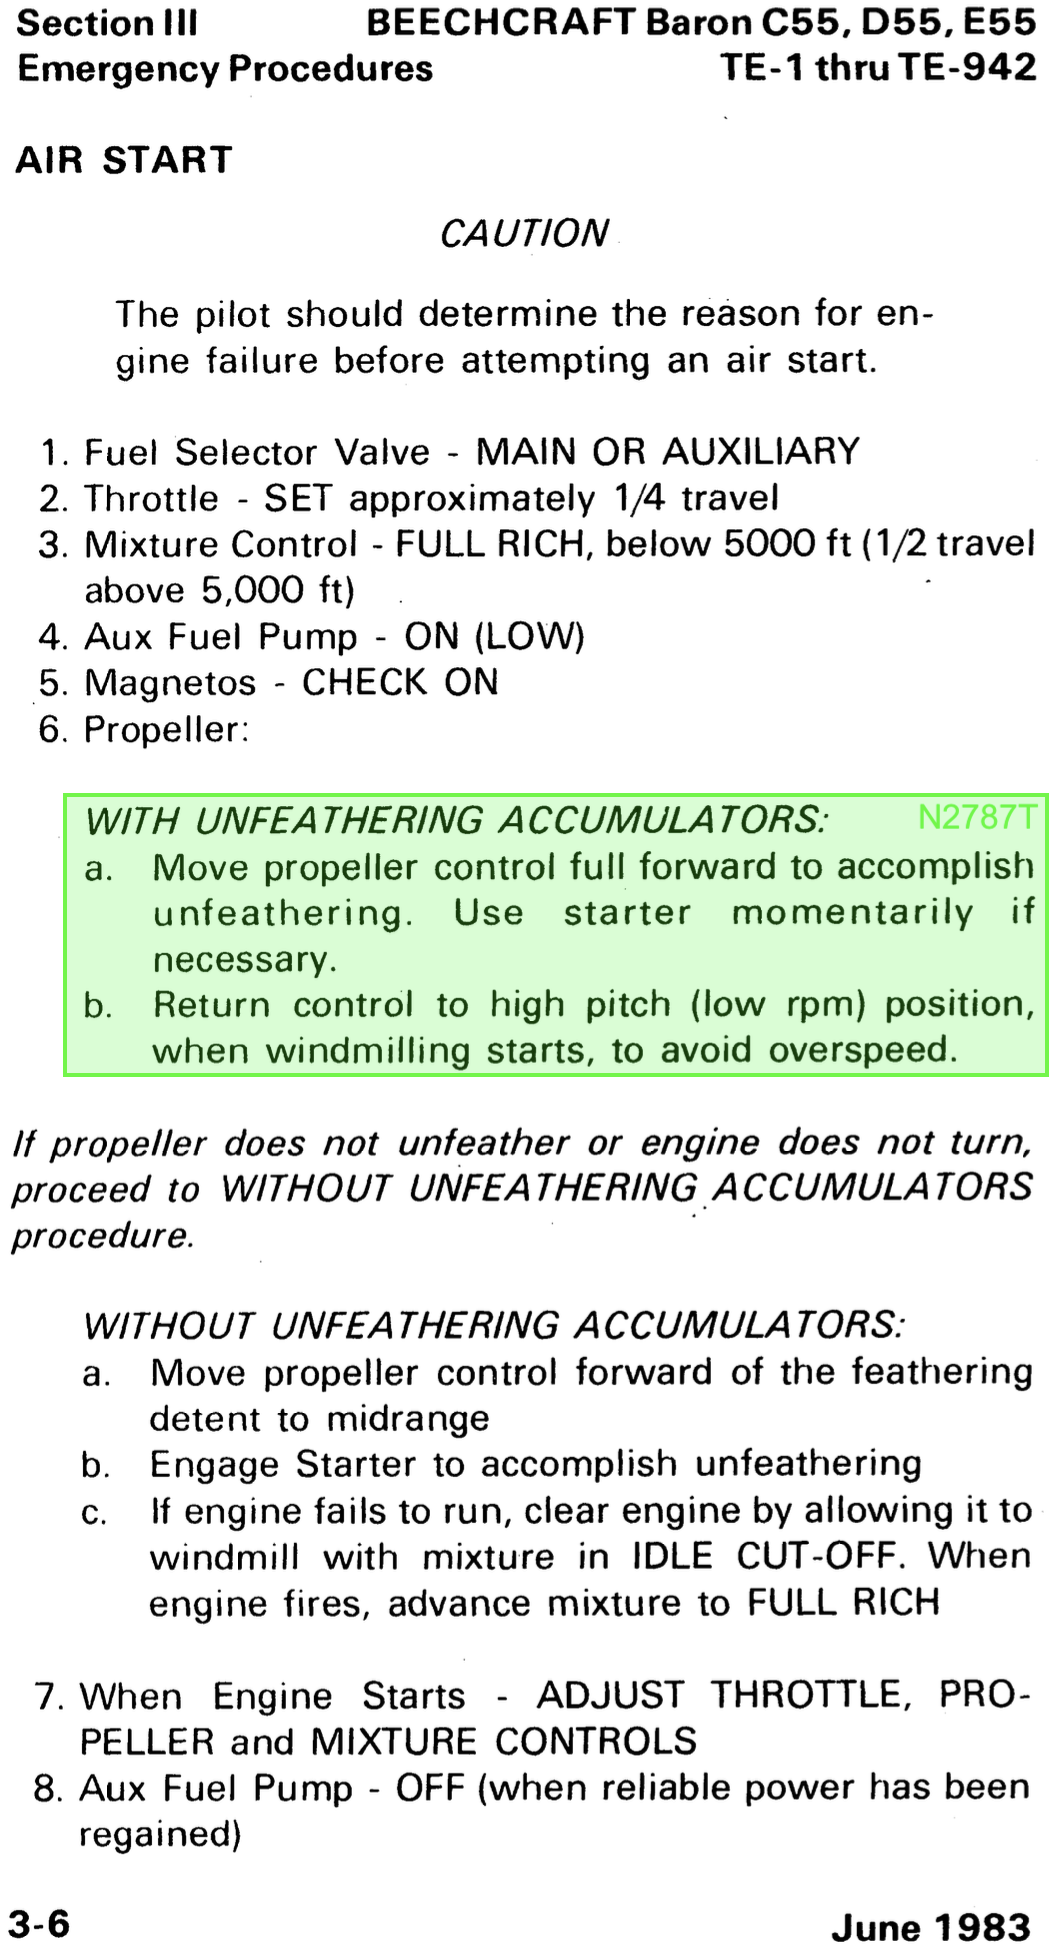 Section III BEECHCRAFT Baron C55, D55, E55
Emergency Procedures TE-1 thru TE-942
AIR START
CAUTION
The pilot should determine the reason for en-
gine failure before attempting an air start.
1. Fuel Selector Valve - MAIN OR AUXILIARY
2. Throttle - SET approximately 1/4 travel
3. Mixture Control - FULL RICH, below 5000 ft (1/2 travel
above 5,000 ft)
4. Aux Fuel Pump - ON (LOW)
5. Magnetos - CHECK ON
6. Propeller:
WITH UNFEATHERING ACCUMULATORS: N2787T
a. Move propeller control full forward to accomplish
unfeathering. Use starter momentarily if
necessary.
b. Return control to high pitch (low rpm) position,
when windmilling starts, to avoid overspeed.
If propeller does not unfeather or engine does not turn,
proceed to WITHOUT UNFEATHERING ACCUMULATORS
procedure.
WITHOUT UNFEATHERING ACCUMULATORS:
a. Move propeller control forward of the feathering
detent to midrange
b. Engage Starter to accomplish unfeathering
c. If engine fails to run, clear engine by allowing it to
windmill with mixture in IDLE CUT-OFF. When
engine fires, advance mixture to FULL RICH
7. When Engine Starts - ADJUST THROTTLE, PRO-
PELLER and MIXTURE CONTROLS
8. Aux Fuel Pump - OFF (when reliable power has been
regained)
3-6 June 1983